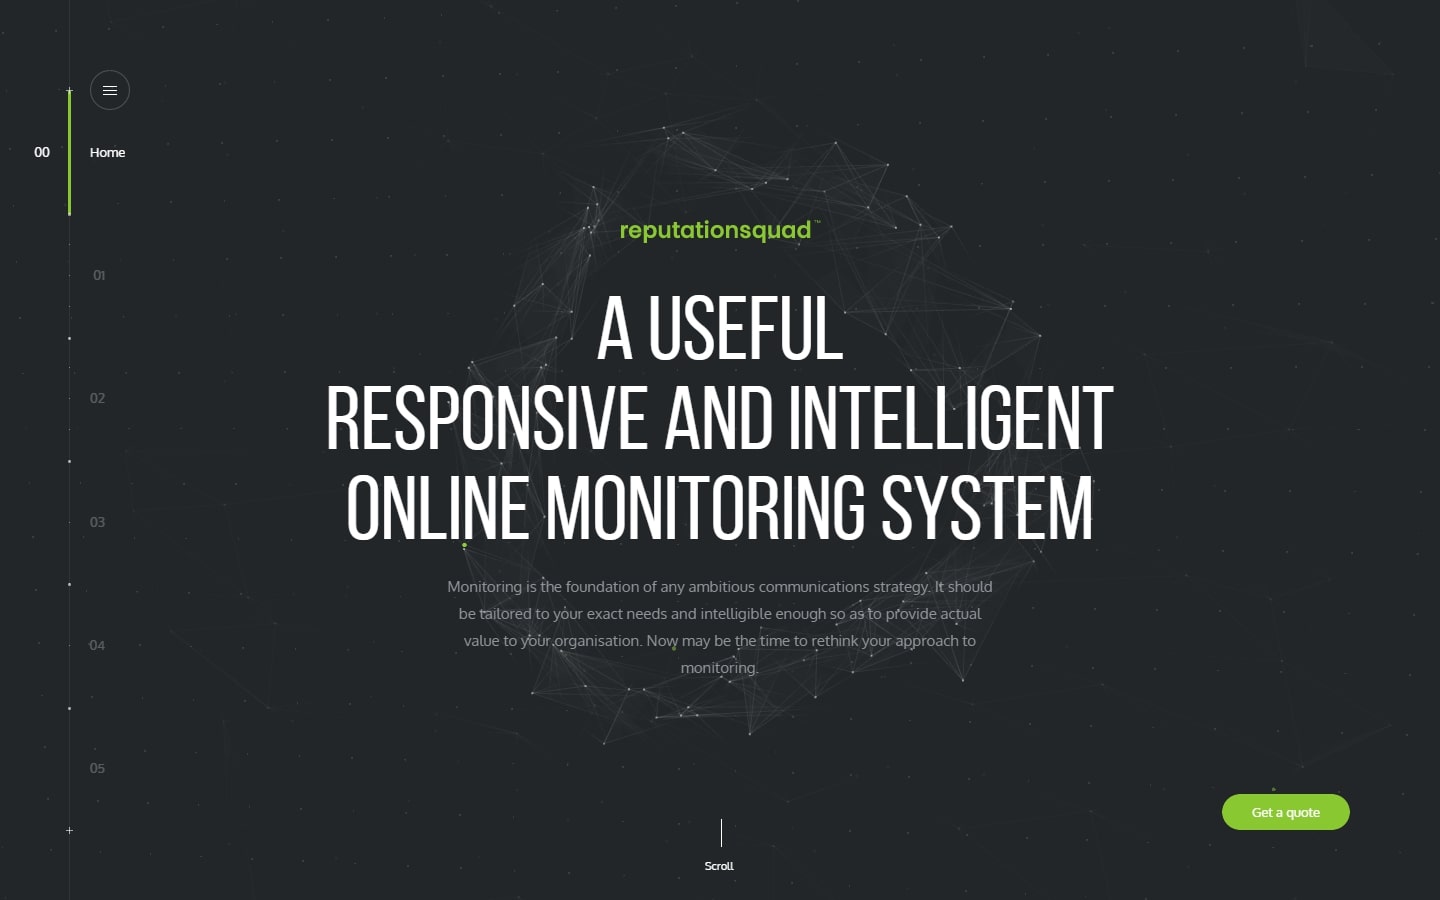 00
Home
01
02
03
04
05
reputationsquad™
A USEFUL
RESPONSIVE AND INTELLIGENT
ONLINE MONITORING SYSTEM
Monitoring is the foundation of any ambitious communications strategy. It should
be tailored to your exact needs and intelligible enough so as to provide actual
value to your organisation. Now may be the time to rethink your approach to
monitoring.
Get a quote
Scroll